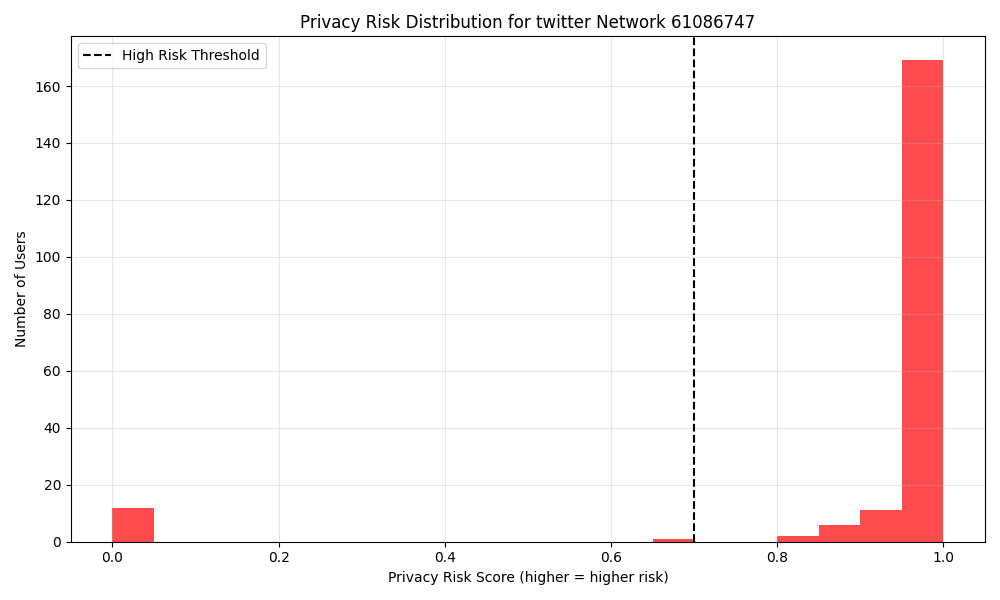 Privacy Risk Distribution for twitter Network 61086747
High Risk Threshold
160
140
120
100
80
60
40
20
0
Number of Users
0.0 0.2 0.4 0.6 0.8 1.0
Privacy Risk Score (higher = higher risk)